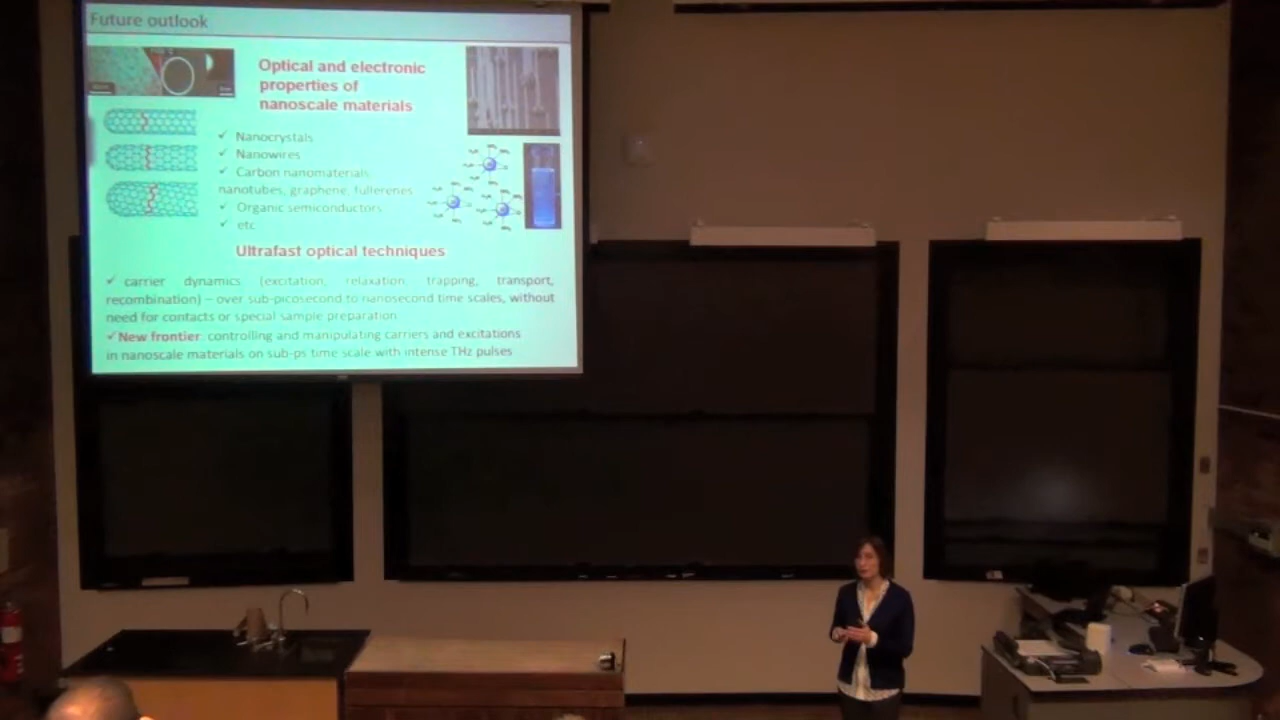 Future outlook
Optical and electronic
properties of
nanoscale materials
✓ Nanocrystals
✓ Nanowires
✓ Carbon nanomaterials:
nanotubes, graphene, fullerenes
✓ Organic semiconductors
✓ etc
Ultrafast optical techniques
✓ carrier dynamics (excitation, relaxation, trapping, transport,
recombination) – over sub-picosecond to nanosecond time scales, without
need for contacts or special sample preparation
✓New frontier: controlling and manipulating carriers and excitations
in nanoscale materials on sub-ps time scale with intense THz pulses